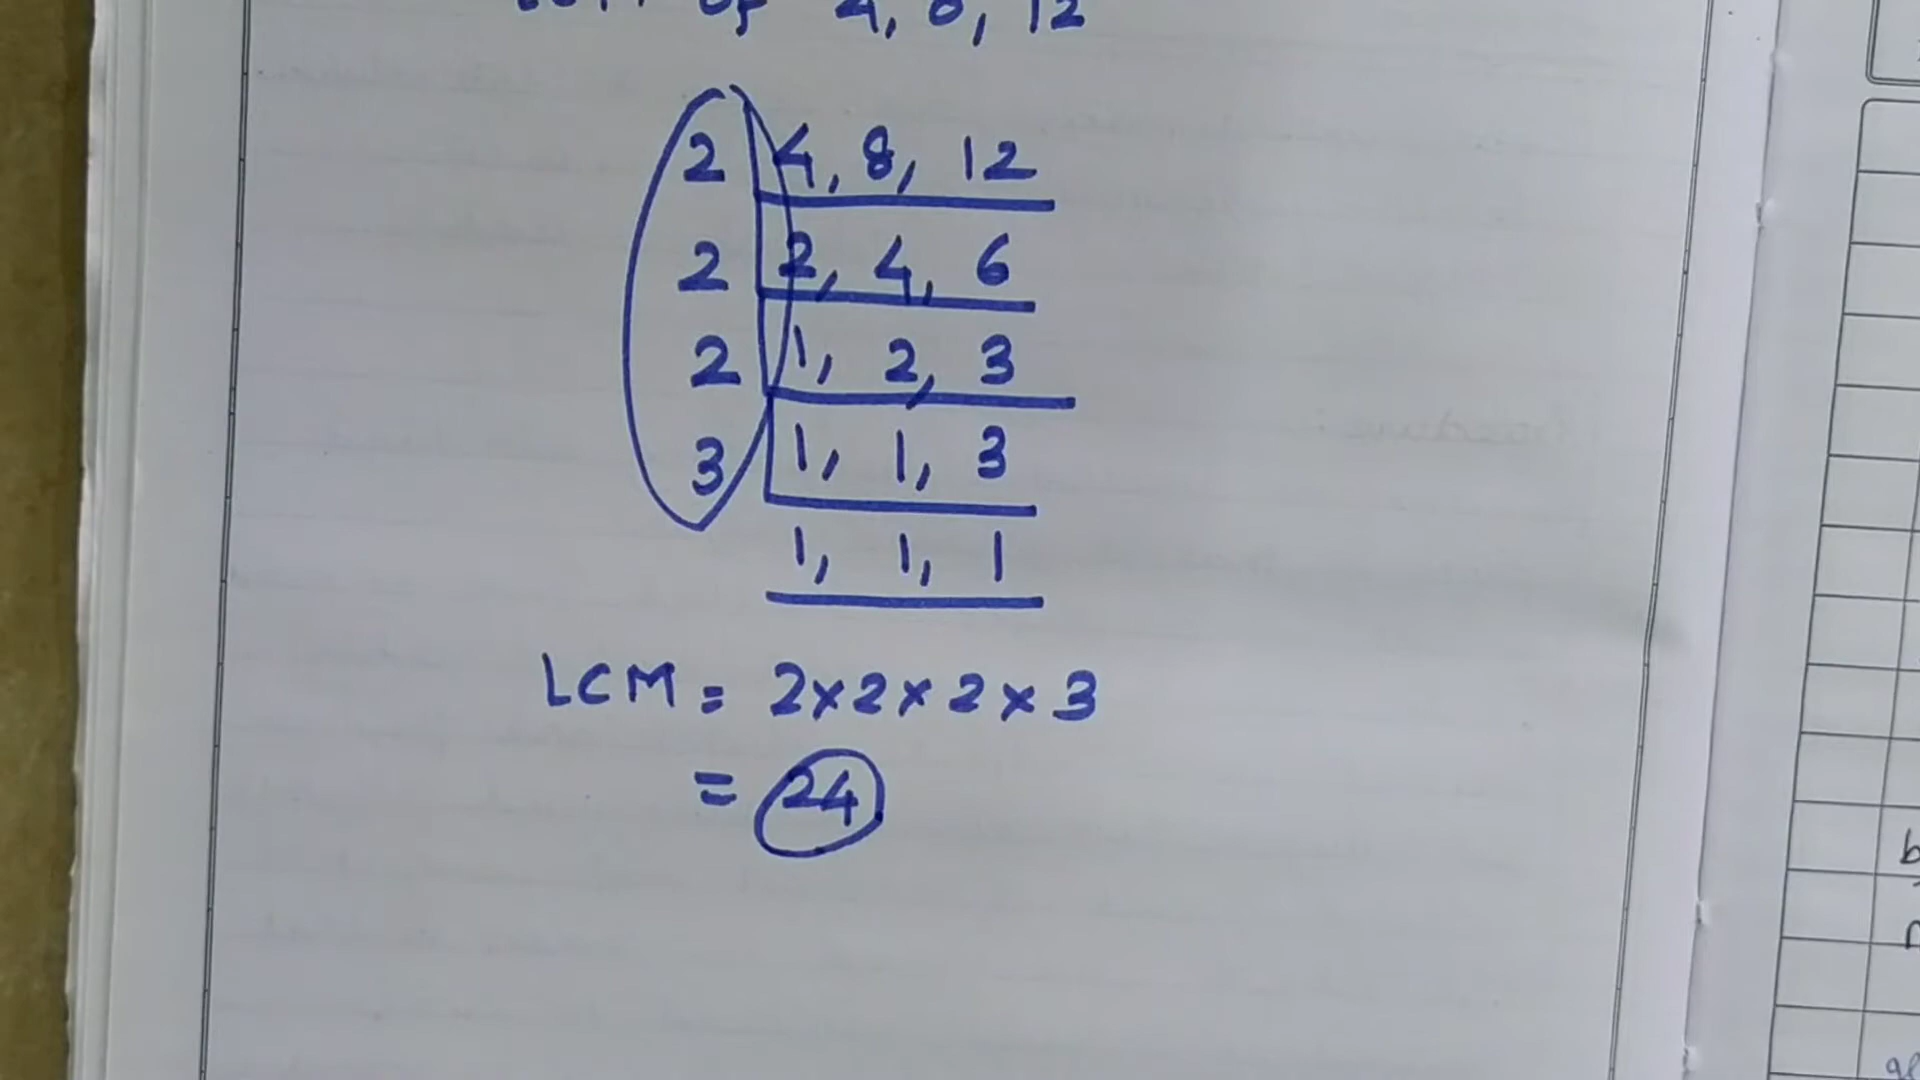 of 4, 8, 12
2 4, 8, 12
2 2, 4, 6
2 1, 2, 3
3 1, 1, 3
1, 1, 1
LCM = 2×2×2×3
= 24
b